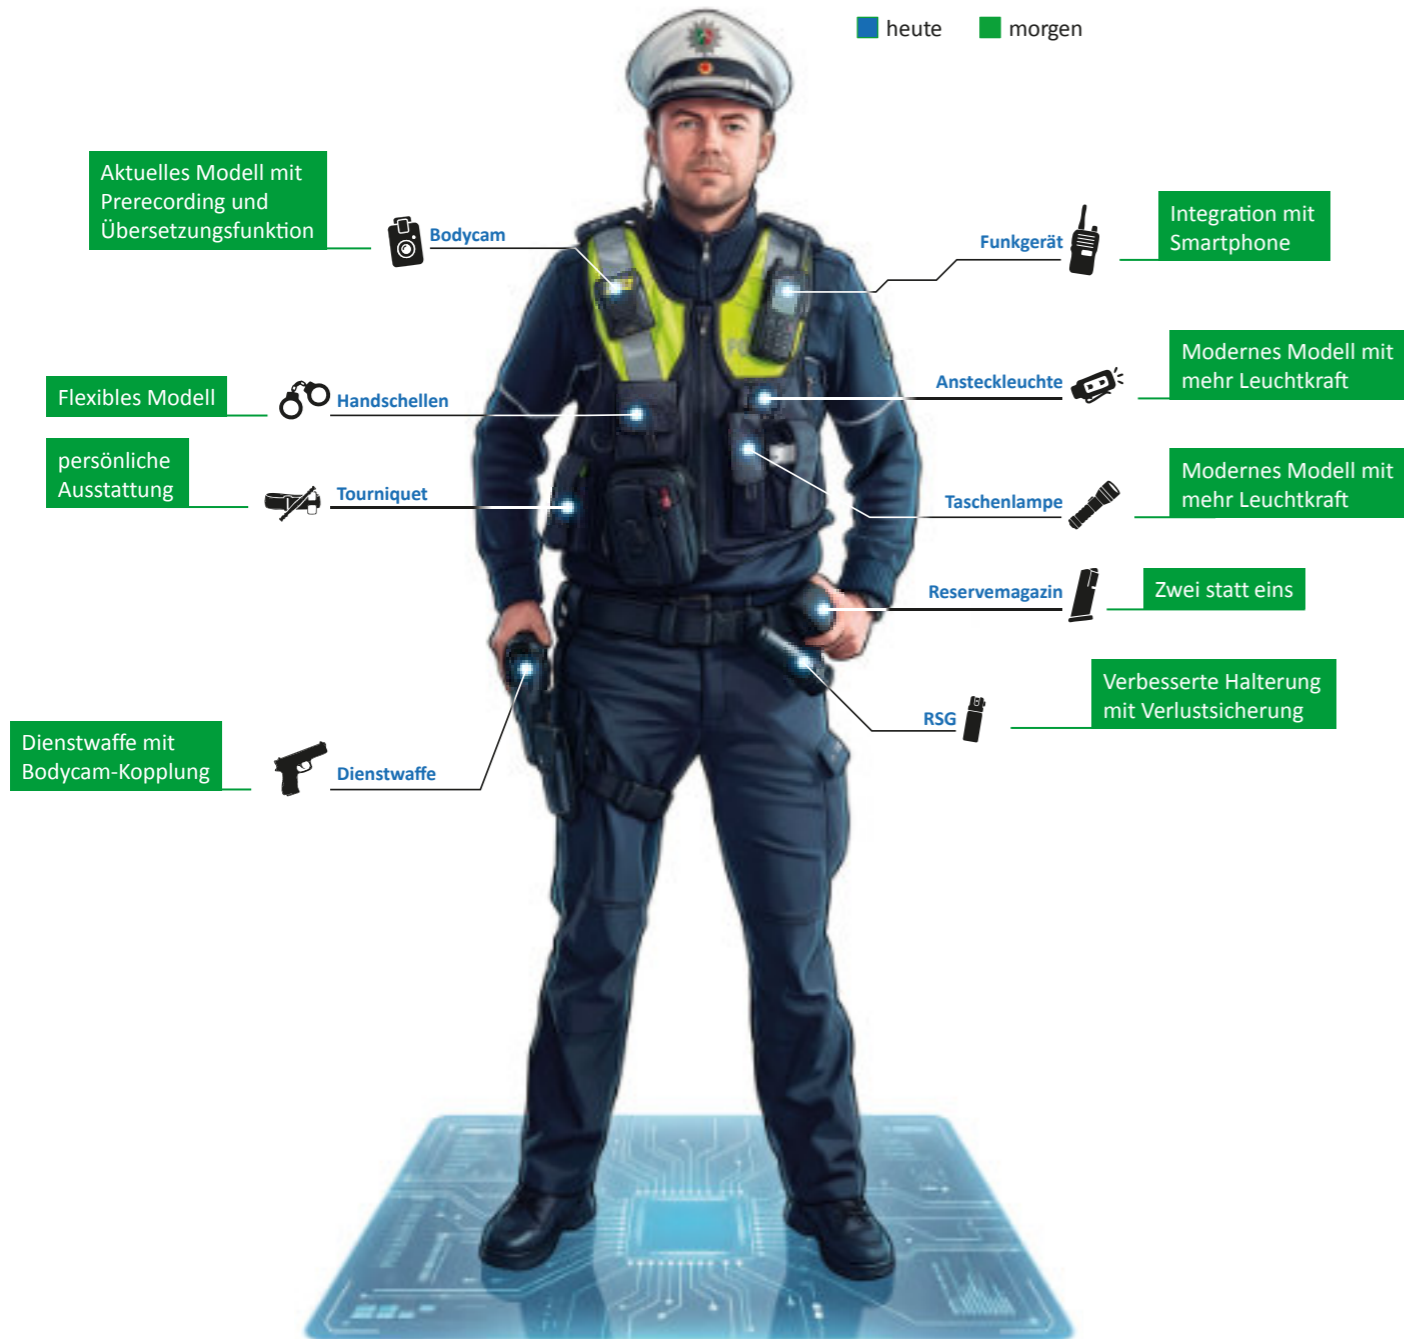 heute
morgen
Aktuelles Modell mit
Prerecording und
Übersetzungsfunktion
Bodycam
Funkgerät
Integration mit
Smartphone
Flexibles Modell
Handschellen
Ansteckleuchte
Modernes Modell mit
mehr Leuchtkraft
persönliche
Ausstattung
Tourniquet
Taschenlampe
Modernes Modell mit
mehr Leuchtkraft
Reservemagazin
Zwei statt eins
RSG
Verbesserte Halterung
mit Verlustsicherung
Dienstwaffe mit
Bodycam-Kopplung
Dienstwaffe